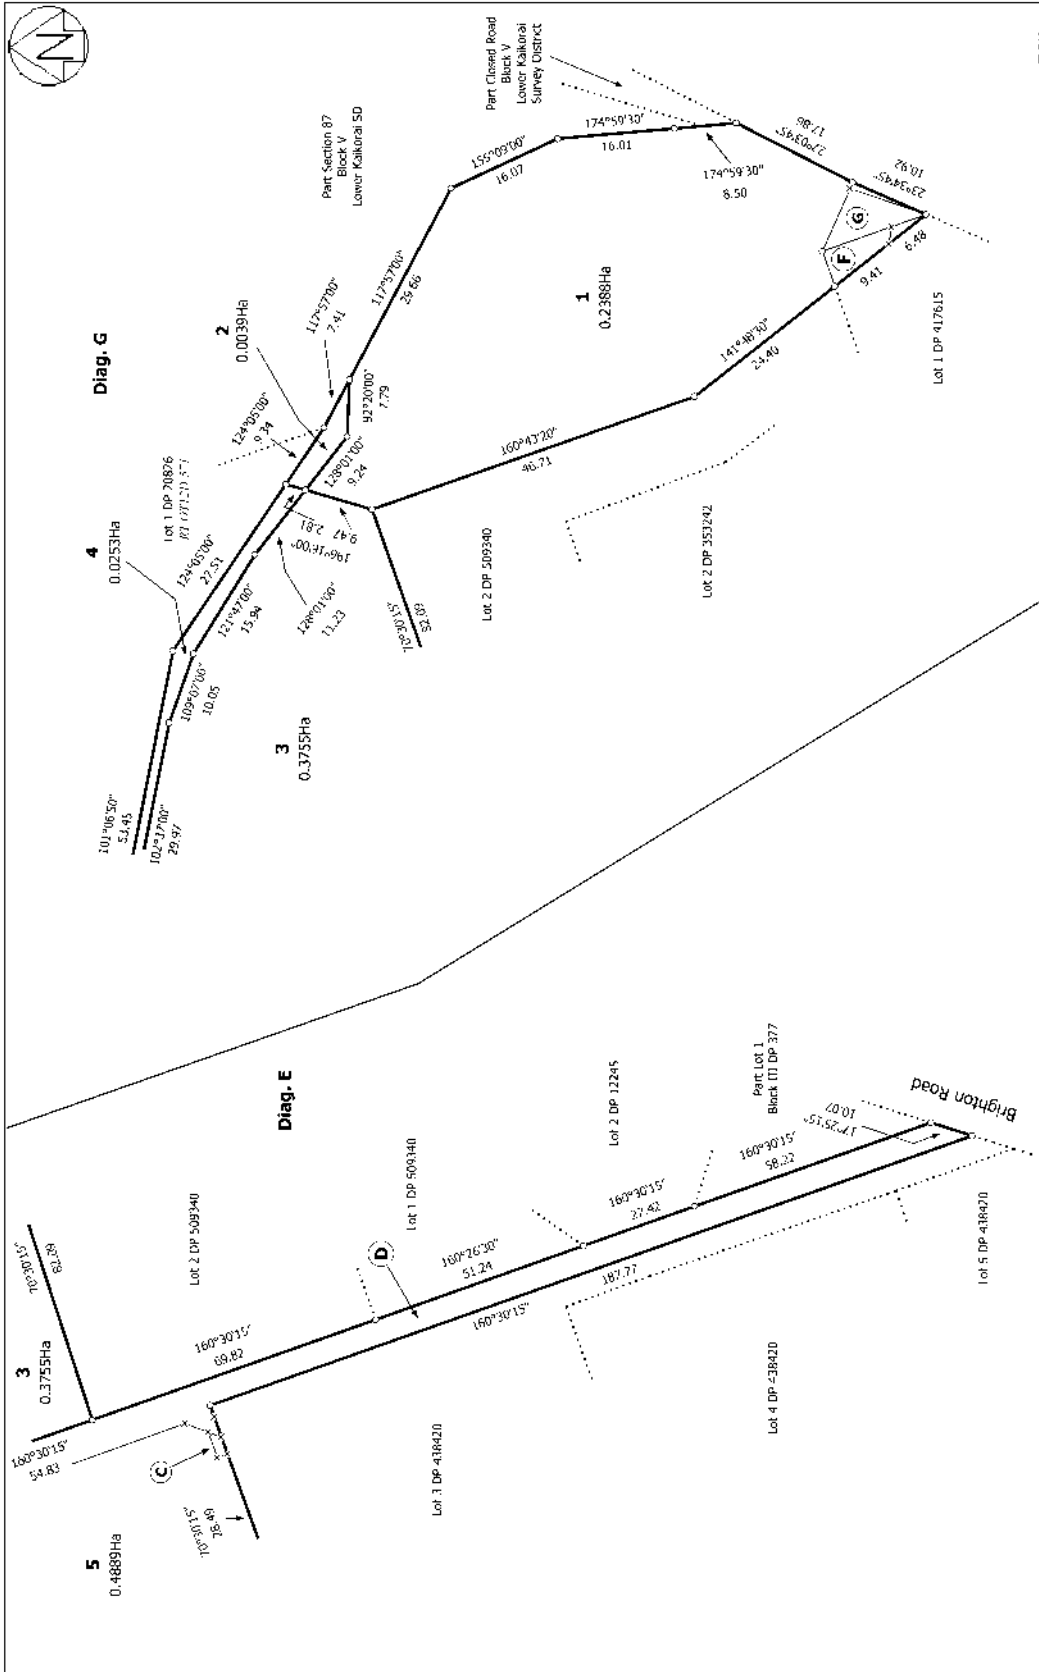 N
Diag. G
Part Closed Road
Block V
Lower Kaikorai
Survey District
Part Section 87
Block V
Lower Kaikorai SD
2
0.0039Ha
4
0.0253Ha
Lot 1 DP 20826
117°57'00"
7.41
117°57'00"
29.66
155°09'00"
16.07
174°59'30"
16.01
174°59'30"
8.50
27°03'45"
17.86
23°34'45"
10.92
G
F
6.48
9.41
1
0.2388Ha
141°48'30"
24.40
Lot 1 DP 417615
124°05'00"
9.34
92°20'00"
7.79
128°01'00"
9.24
160°43'20"
46.71
2.81
196°16'00"
9.47
124°05'00"
27.51
121°47'00"
15.94
128°01'00"
11.23
70°30'15"
Lot 2 DP 509340
Lot 2 DP 353242
109°07'00"
10.05
3
0.3755Ha
101°06'50"
53.45
102°37'00"
29.97
Diag. E
Brighton Road
Part Lot 1
Block III DP 377
17°25'15"
10.07
Lot 2 DP 12245
160°30'15"
58.22
160°30'15"
27.42
Lot 1 DP 509340
160°26'30"
51.24
D
187.77
160°30'15"
Lot 2 DP 509340
70°30'15"
160°30'15"
69.82
3
0.3755Ha
160°30'15"
54.83
C
70°30'15"
28.49
5
0.4889Ha
Lot 3 DP 438420
Lot 4 DP 438420
Lot 5 DP 438420